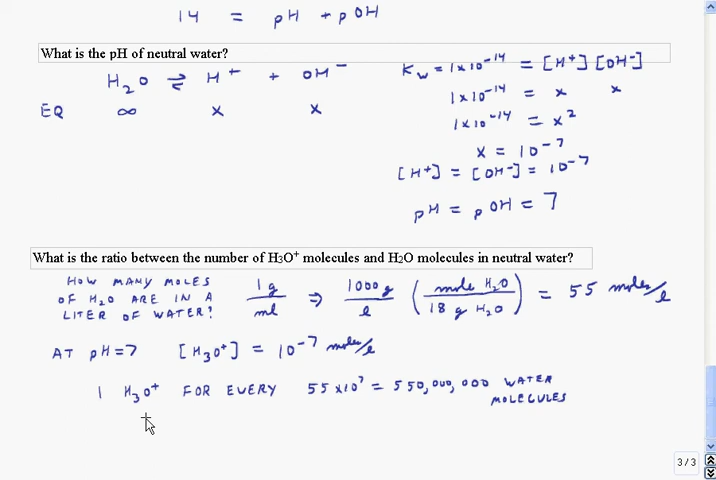 14 = pH + pOH
What is the pH of neutral water?
H₂O ⇌ H⁺ + OH⁻
EQ ∞ x x
Kw = 1x10⁻¹⁴ = [H⁺] [OH⁻]
1x10⁻¹⁴ = x x
1x10⁻¹⁴ = x²
x = 10⁻⁷
[H⁺] = [OH⁻] = 10⁻⁷
pH = pOH = 7
What is the ratio between the number of H3O⁺ molecules and H2O molecules in neutral water?
HOW MANY MOLES
OF H₂O ARE IN A
LITER OF WATER?
1g/ml ⇒ 1000g/l (mole H₂O/18 g H₂O) = 55 moles/l
AT pH=7 [H₃O⁺] = 10⁻⁷ moles/l
1 H₃O⁺ FOR EVERY 55x10⁷ = 550,000,000 WATER
MOLECULES
3/3